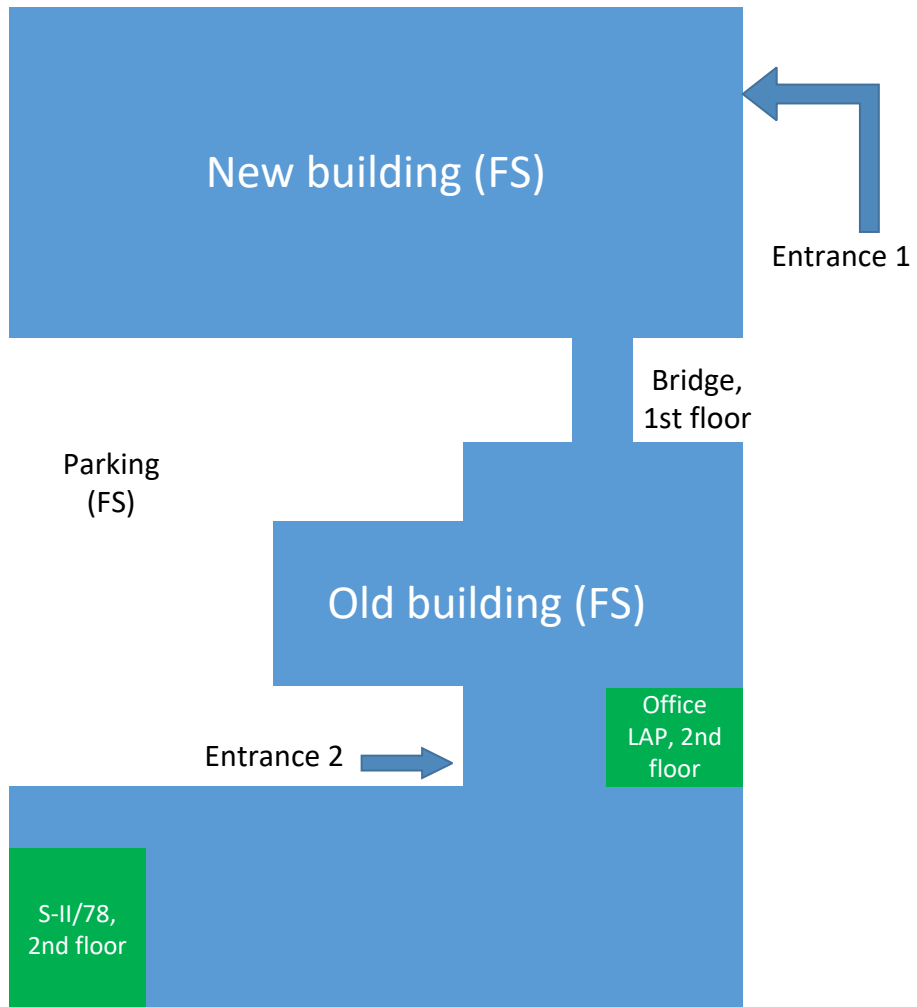 New building (FS)
Entrance 1
Bridge,
1st floor
Parking
(FS)
Old building (FS)
Office
LAP, 2nd
floor
Entrance 2
S-II/78,
2nd floor